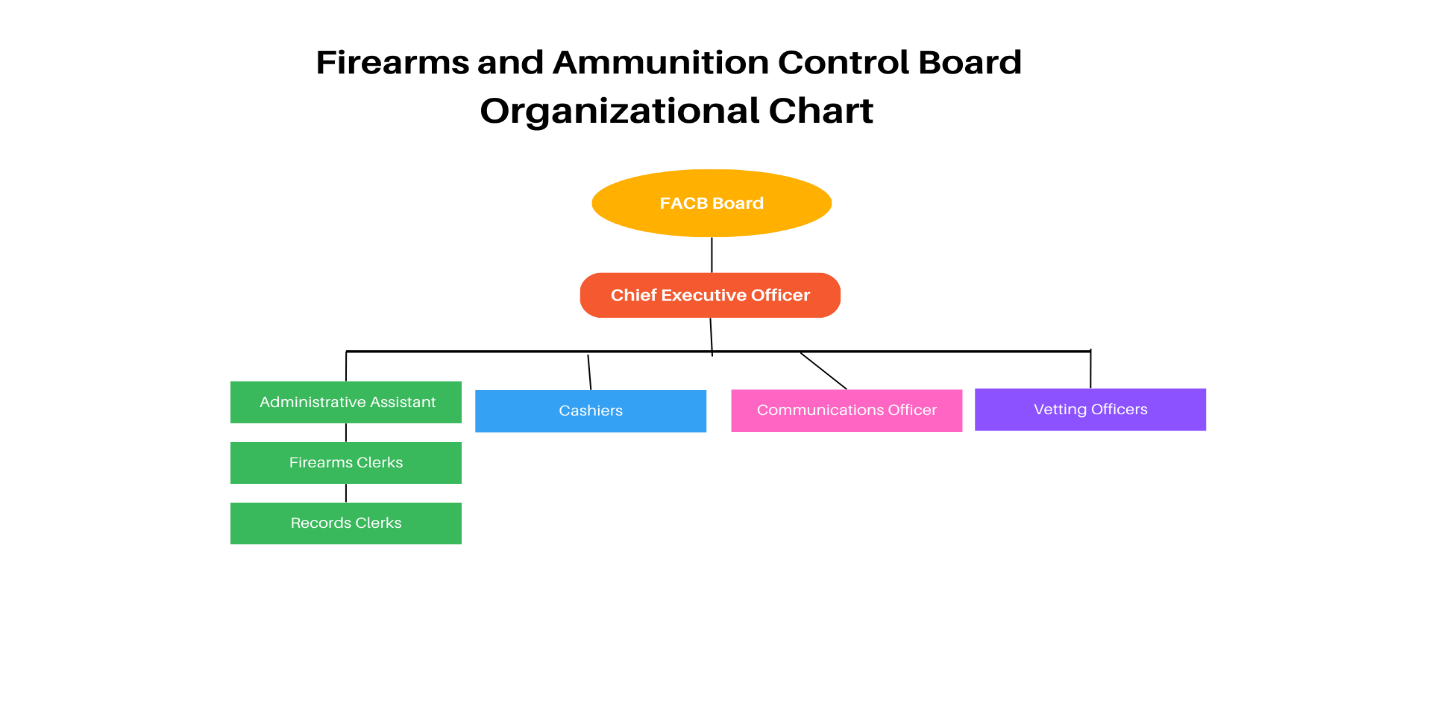 Firearms and Ammunition Control Board
Organizational Chart
FACB Board
Chief Executive Officer
Administrative Assistant
Cashiers
Communications Officer
Vetting Officers
Firearms Clerks
Records Clerks